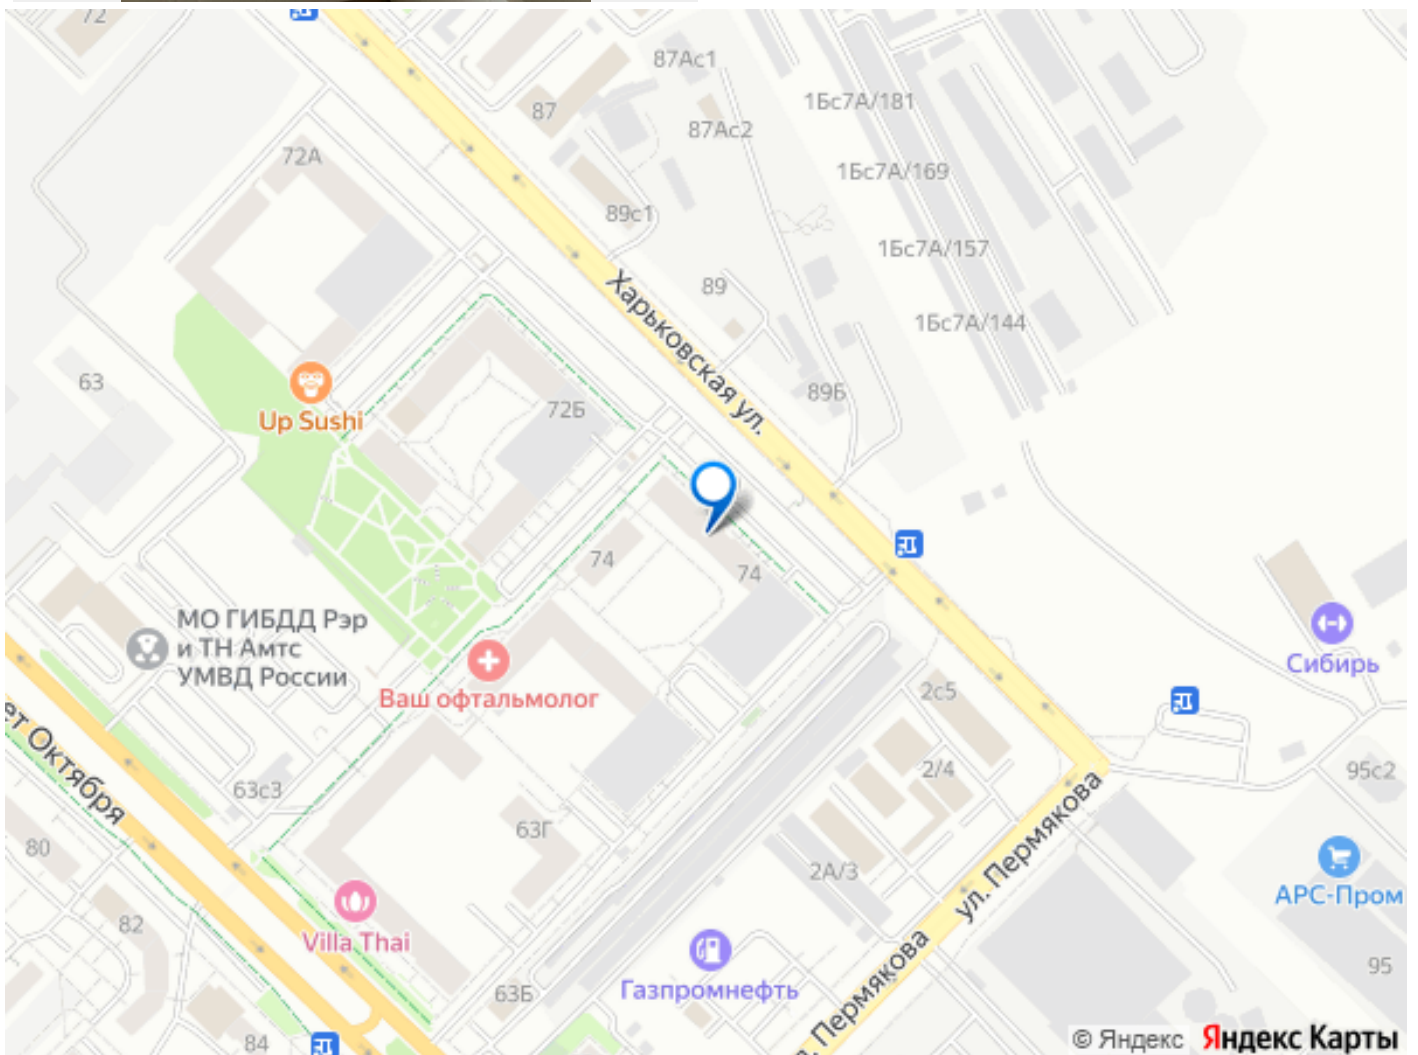 72
87Ас1
87
1Бс7А/181
87Ас2
72А
1Бс7А/169
89с1
1Бс7А/157
89
Харьковская ул.
1Бс7А/144
63
89Б
72Б
Up Sushi
74
74
МО ГИБДД Рэр
и ТН Амтс
УМВД России
Сибирь
Ваш офтальмолог
2с5
ет Октября
2/4
95с2
63с3
63Г
80
2А/3
ул. Пермякова
АРС-Пром
82
Villa Thai
95
63Б
Газпромнефть
л. Пермякова
84
© Яндекс Яндекс Карты